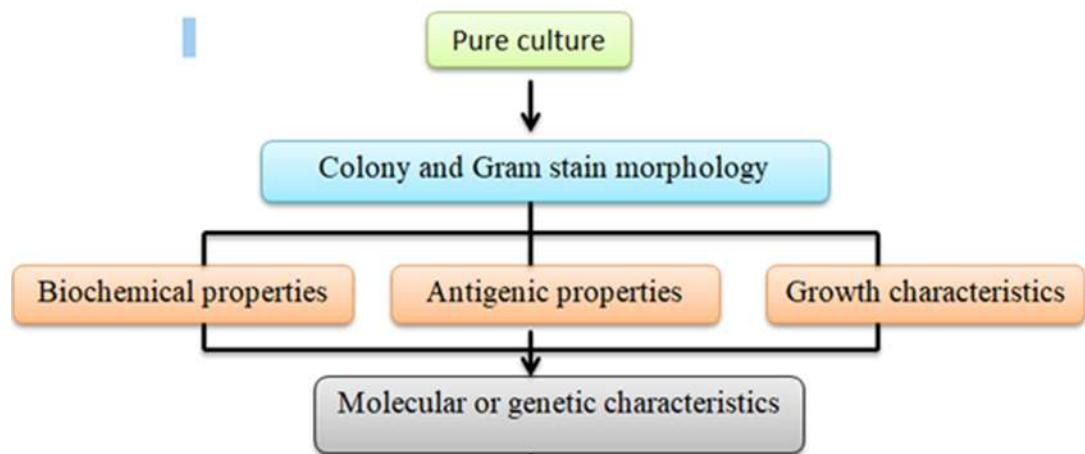 Pure culture
Colony and Gram stain morphology
Biochemical properties
Antigenic properties
Growth characteristics
Molecular or genetic characteristics